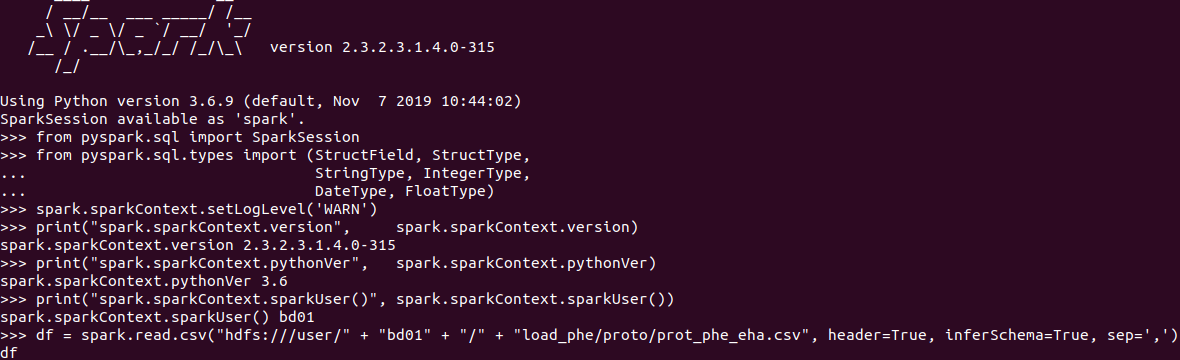 ____              __
     / __/__  ___ _____/ /__
    _\ \/ _ \/ _ `/ __/  '_/
   /__ / .__/\_,_/_/ /_/\_\   version 2.3.2.3.1.4.0-315
      /_/
Using Python version 3.6.9 (default, Nov  7 2019 10:44:02)
SparkSession available as 'spark'.
>>> from pyspark.sql import SparkSession
>>> from pyspark.sql.types import (StructField, StructType,
...                                StringType, IntegerType,
...                                DateType, FloatType)
>>> spark.sparkContext.setLogLevel('WARN')
>>> print("spark.sparkContext.version",     spark.sparkContext.version)
spark.sparkContext.version 2.3.2.3.1.4.0-315
>>> print("spark.sparkContext.pythonVer",   spark.sparkContext.pythonVer)
spark.sparkContext.pythonVer 3.6
>>> print("spark.sparkContext.sparkUser()", spark.sparkContext.sparkUser())
spark.sparkContext.sparkUser() bd01
>>> df = spark.read.csv("hdfs:///user/" + "bd01" + "/" + "load_phe/proto/prot_phe_eha.csv", header=True, inferSchema=True, sep=',')
df